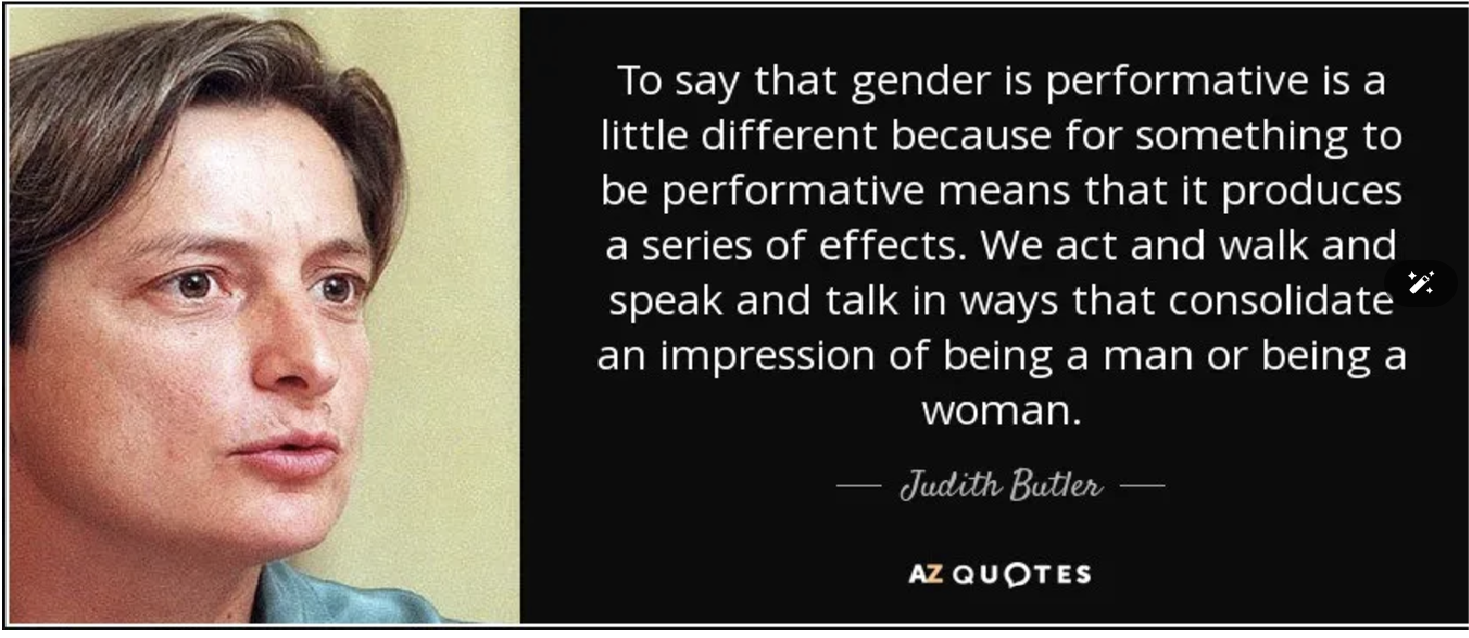 To say that gender is performative is a
little different because for something to
be performative means that it produces
a series of effects. We act and walk and
speak and talk in ways that consolidate
an impression of being a man or being a
woman.
Judith Butler
AZ QUOTES